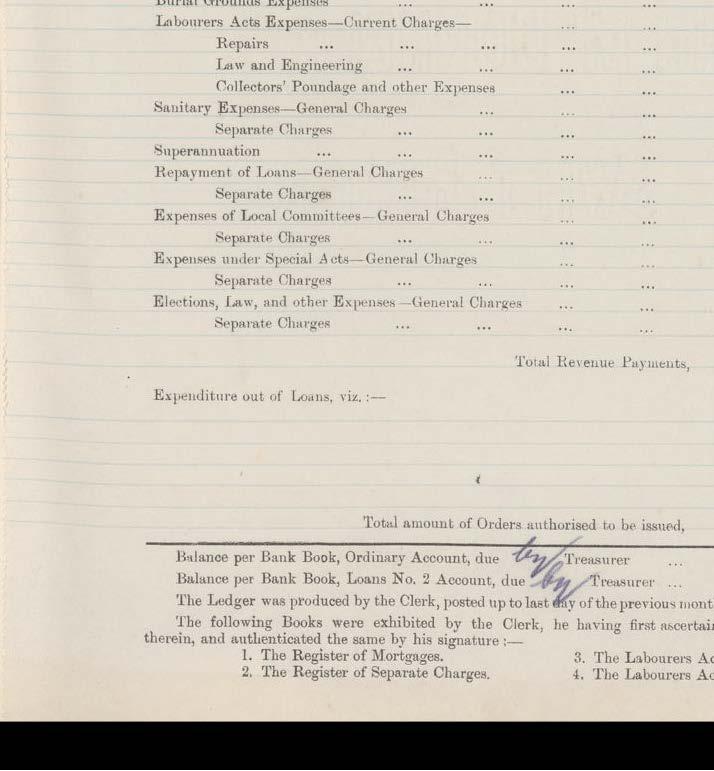 Burial Grounds Expenses ... ... ...
Labourers Acts Expenses—Current Charges— ... ...
Repairs ... ... ... ... ...
Law and Engineering ... ... ... ...
Collectors' Poundage and other Expenses ... ...
Sanitary Expenses—General Charges ... ... ...
Separate Charges ... ... ... ...
Superannuation ... ... ... ... ...
Repayment of Loans—General Charges ... ... ...
Separate Charges ... ... ... ...
Expenses of Local Committees—General Charges ... ...
Separate Charges ... ... ... ...
Expenses under Special Acts—General Charges ... ...
Separate Charges ... ... ... ...
Elections, Law, and other Expenses—General Charges ... ...
Separate Charges ... ... ... ...
Total Revenue Payments,
Expenditure out of Loans, viz. :—
Total amount of Orders authorised to be issued,
Balance per Bank Book, Ordinary Account, due by Treasurer ...
Balance per Bank Book, Loans No. 2 Account, due by Treasurer ...
The Ledger was produced by the Clerk, posted up to last day of the previous mont
The following Books were exhibited by the Clerk, he having first ascertain
therein, and authenticated the same by his signature :—
1. The Register of Mortgages. 3. The Labourers Ac
2. The Register of Separate Charges. 4. The Labourers Ac